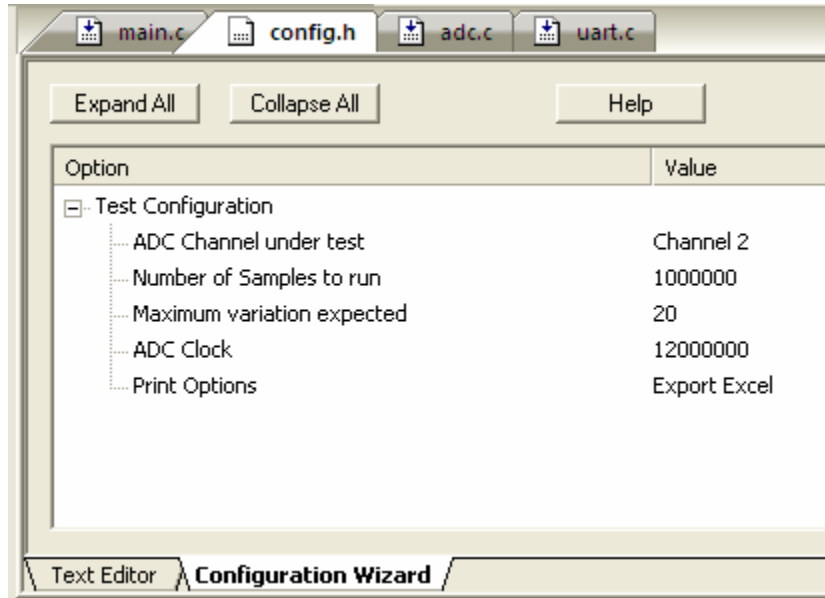 main.c config.h adc.c uart.c
Expand All Collapse All Help
Option Value
Test Configuration
ADC Channel under test Channel 2
Number of Samples to run 1000000
Maximum variation expected 20
ADC Clock 12000000
Print Options Export Excel
Text Editor Configuration Wizard